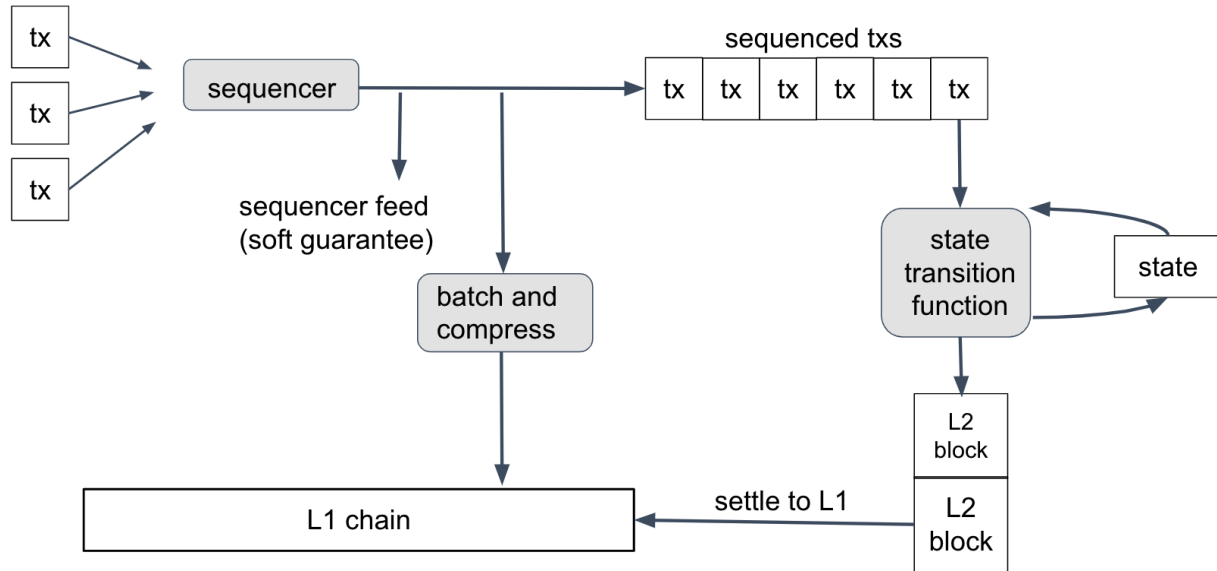 tx
tx
tx
sequencer
sequenced txs
tx tx tx tx tx tx
sequencer feed
(soft guarantee)
batch and
compress
state
transition
function
state
L2
block
L2
block
settle to L1
L1 chain